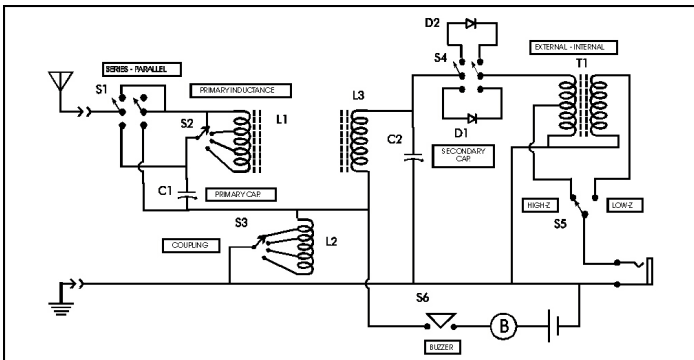 D2
EXTERNAL - INTERNAL
SERIES - PARALLEL
S4
T1
S1
PRIMARY INDUCTANCE
L3
S2
L1
C2
D1
SECONDARY
CAP.
C1
PRIMARY CAP.
HIGH-Z
LOW-Z
S3
S5
COUPLING
L2
S6
B
BUZZER